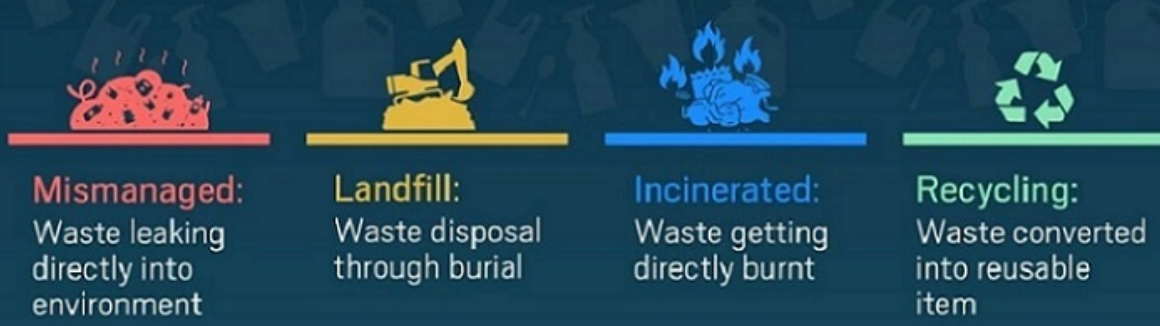 Mismanaged:
Waste leaking
directly into
environment
Landfill:
Waste disposal
through burial
Incinerated:
Waste getting
directly burnt
Recycling:
Waste converted
into reusable
item